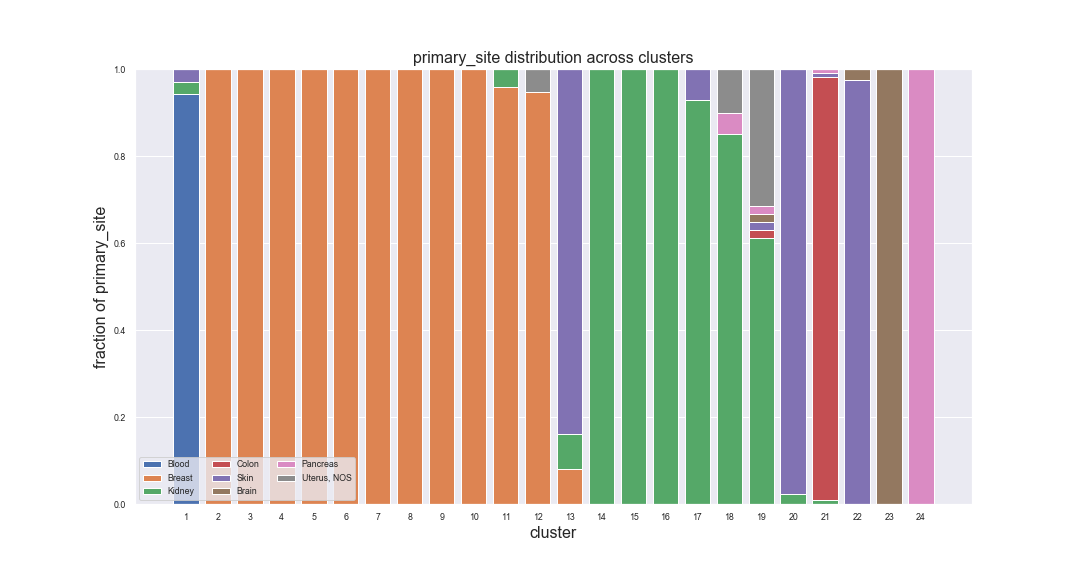 primary_site distribution across clusters
fraction of primary_site
1.0
0.8
0.6
0.4
0.2
0.0
Blood Colon Pancreas
Breast Skin Uterus, NOS
Kidney Brain
1 2 3 4 5 6 7 8 9 10 11 12 13 14 15 16 17 18 19 20 21 22 23 24
cluster